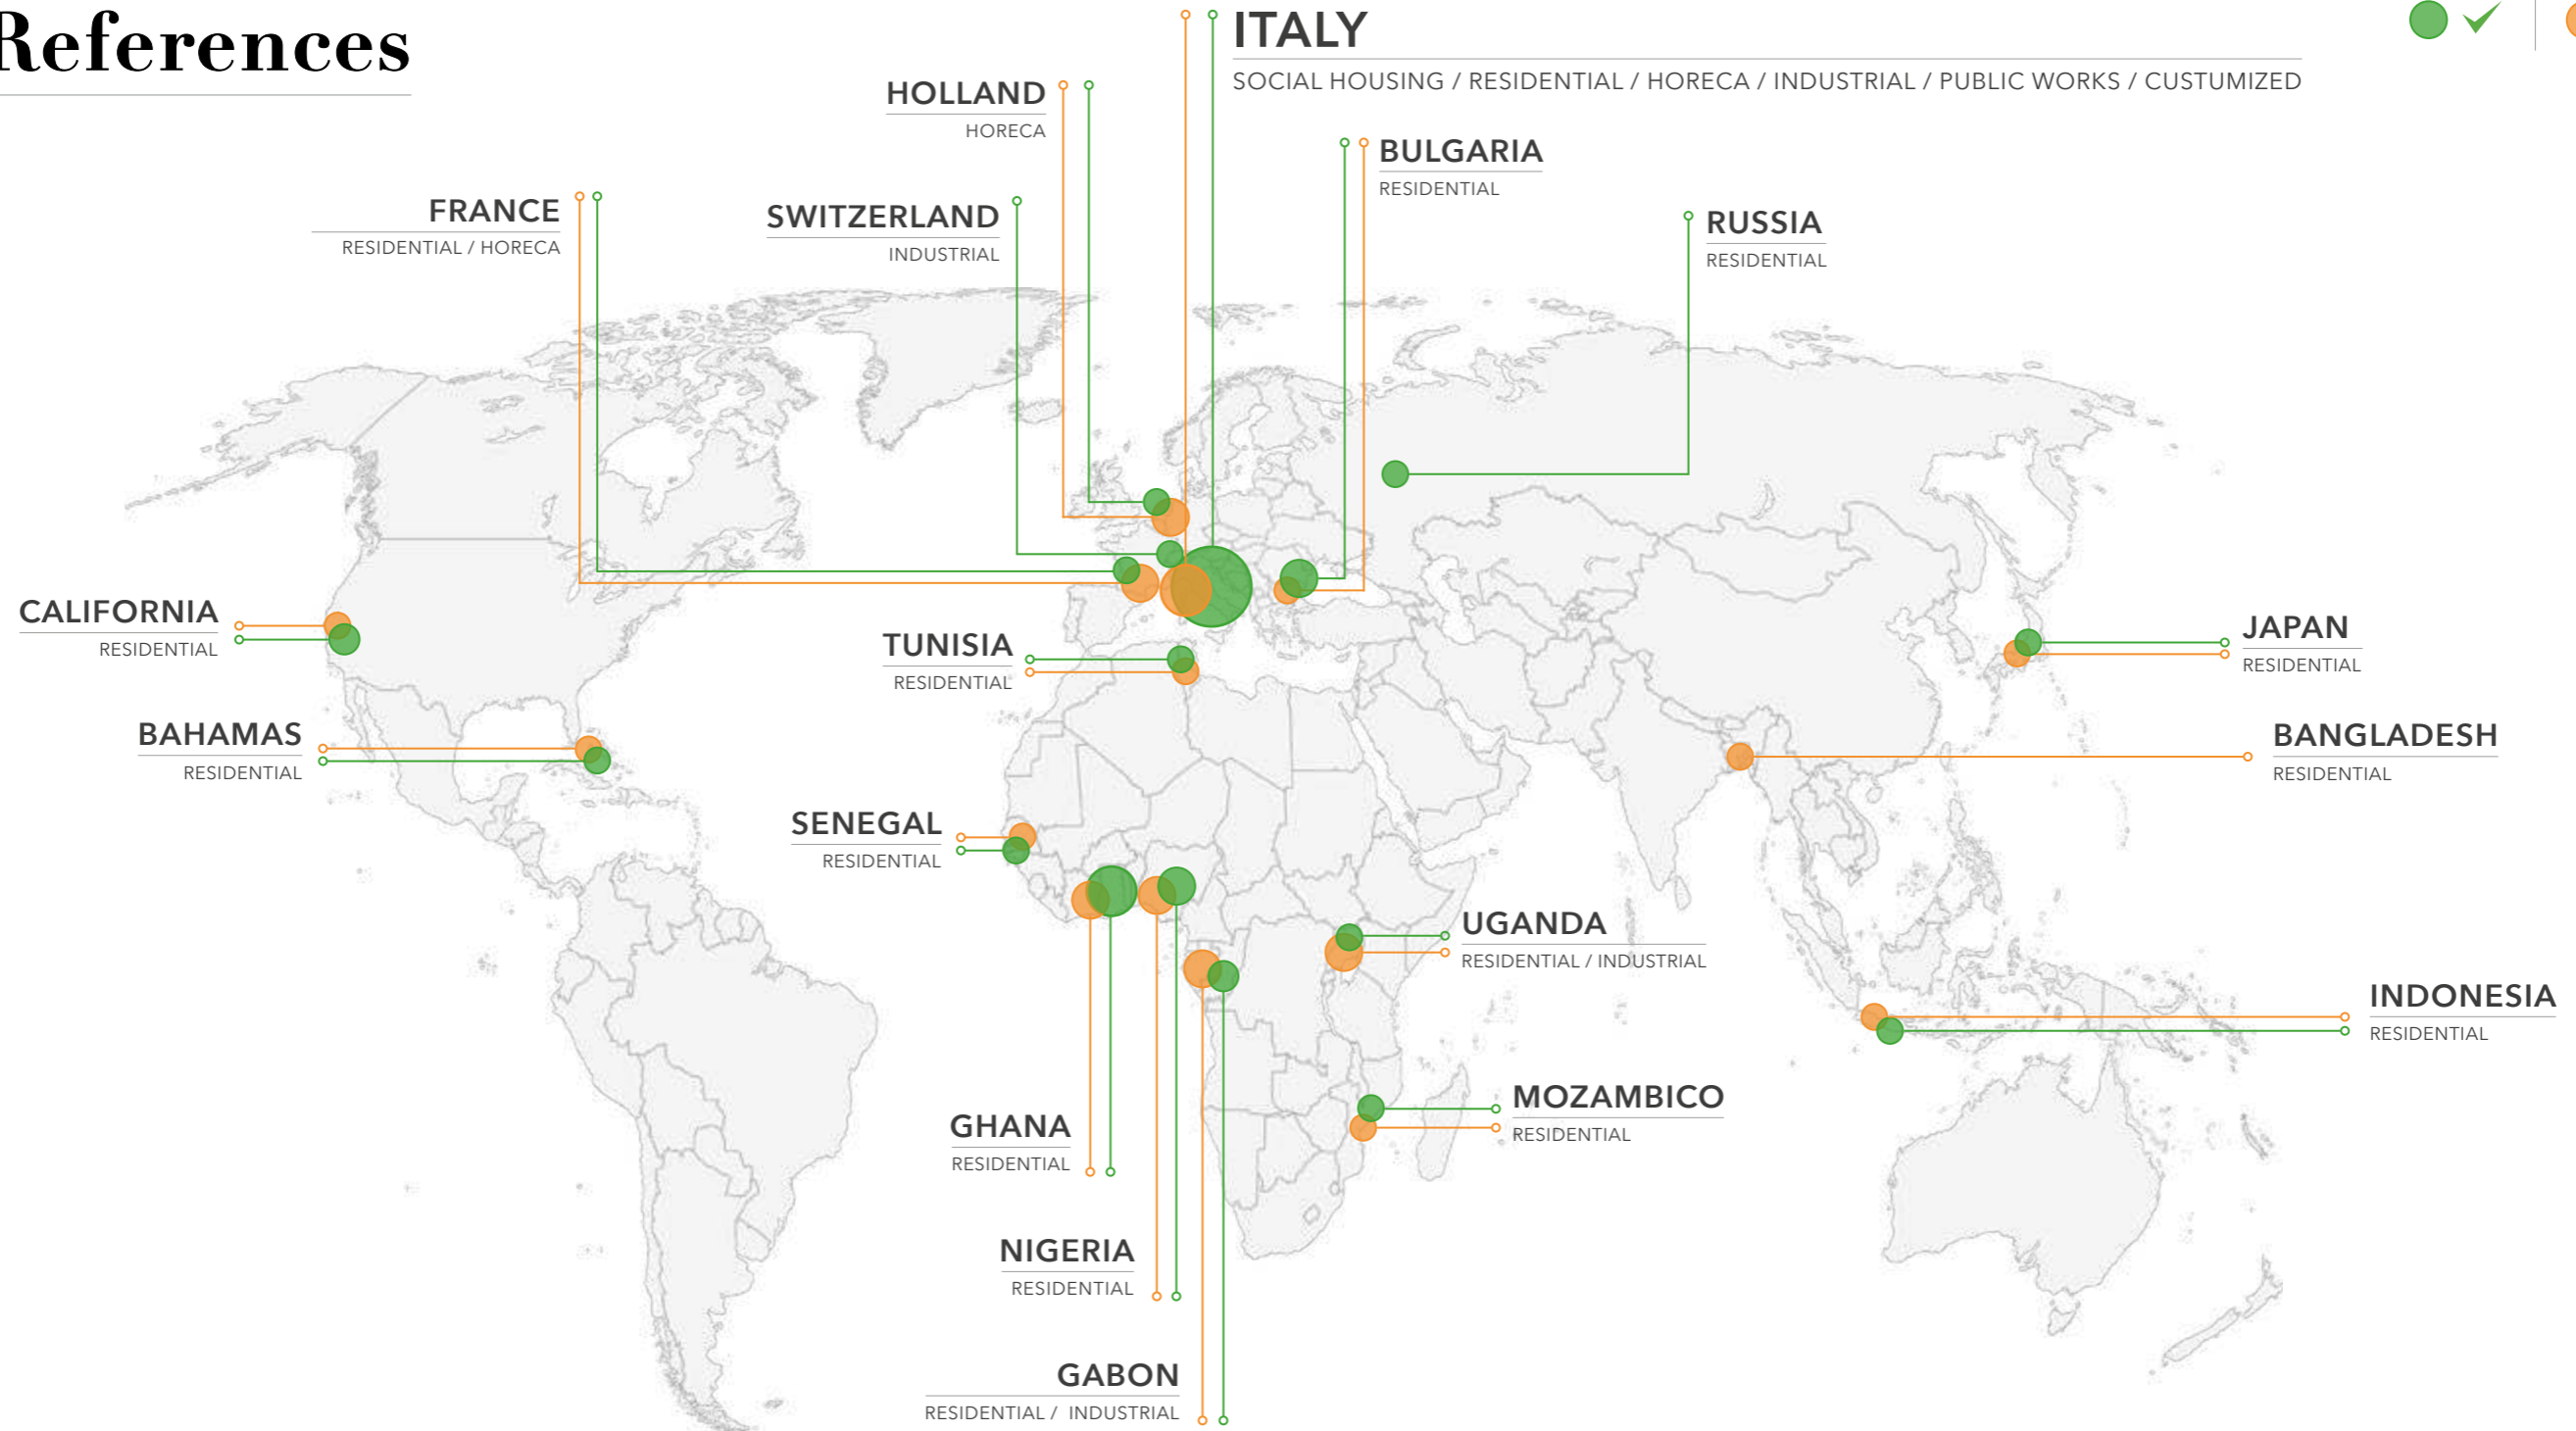 References
ITALY
SOCIAL HOUSING / RESIDENTIAL / HORECA / INDUSTRIAL / PUBLIC WORKS / CUSTUMIZED
HOLLAND
HORECA
BULGARIA
RESIDENTIAL
FRANCE
RESIDENTIAL / HORECA
SWITZERLAND
INDUSTRIAL
RUSSIA
RESIDENTIAL
CALIFORNIA
RESIDENTIAL
TUNISIA
RESIDENTIAL
JAPAN
RESIDENTIAL
BAHAMAS
RESIDENTIAL
BANGLADESH
RESIDENTIAL
SENEGAL
RESIDENTIAL
UGANDA
RESIDENTIAL / INDUSTRIAL
INDONESIA
RESIDENTIAL
MOZAMBICO
RESIDENTIAL
GHANA
RESIDENTIAL
NIGERIA
RESIDENTIAL
GABON
RESIDENTIAL / INDUSTRIAL